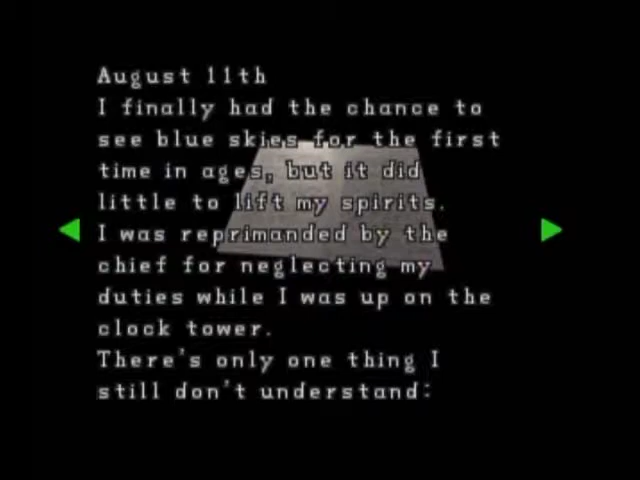 August 11th
I finally had the chance to
see blue skies for the first
time in ages, but it did
little to lift my spirits.
I was reprimanded by the
chief for neglecting my
duties while I was up on the
clock tower.
There's only one thing I
still don't understand: